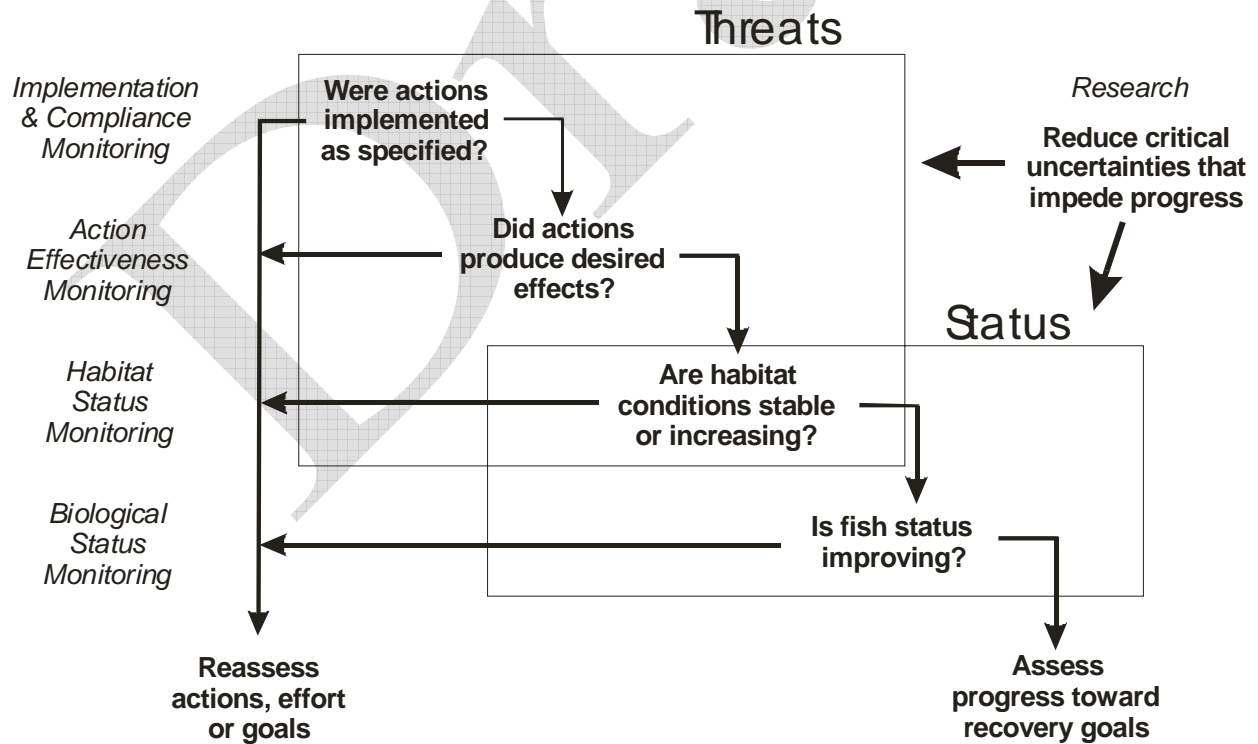 Threats
Implementation
& Compliance
Monitoring
Were actions
implemented
as specified?
Research
Reduce critical
uncertainties that
impede progress
Action
Effectiveness
Monitoring
Did actions
produce desired
effects?
Status
Habitat
Status
Monitoring
Are habitat
conditions stable
or increasing?
Biological
Status
Monitoring
Is fish status
improving?
Reassess
actions, effort
or goals
Assess
progress toward
recovery goals